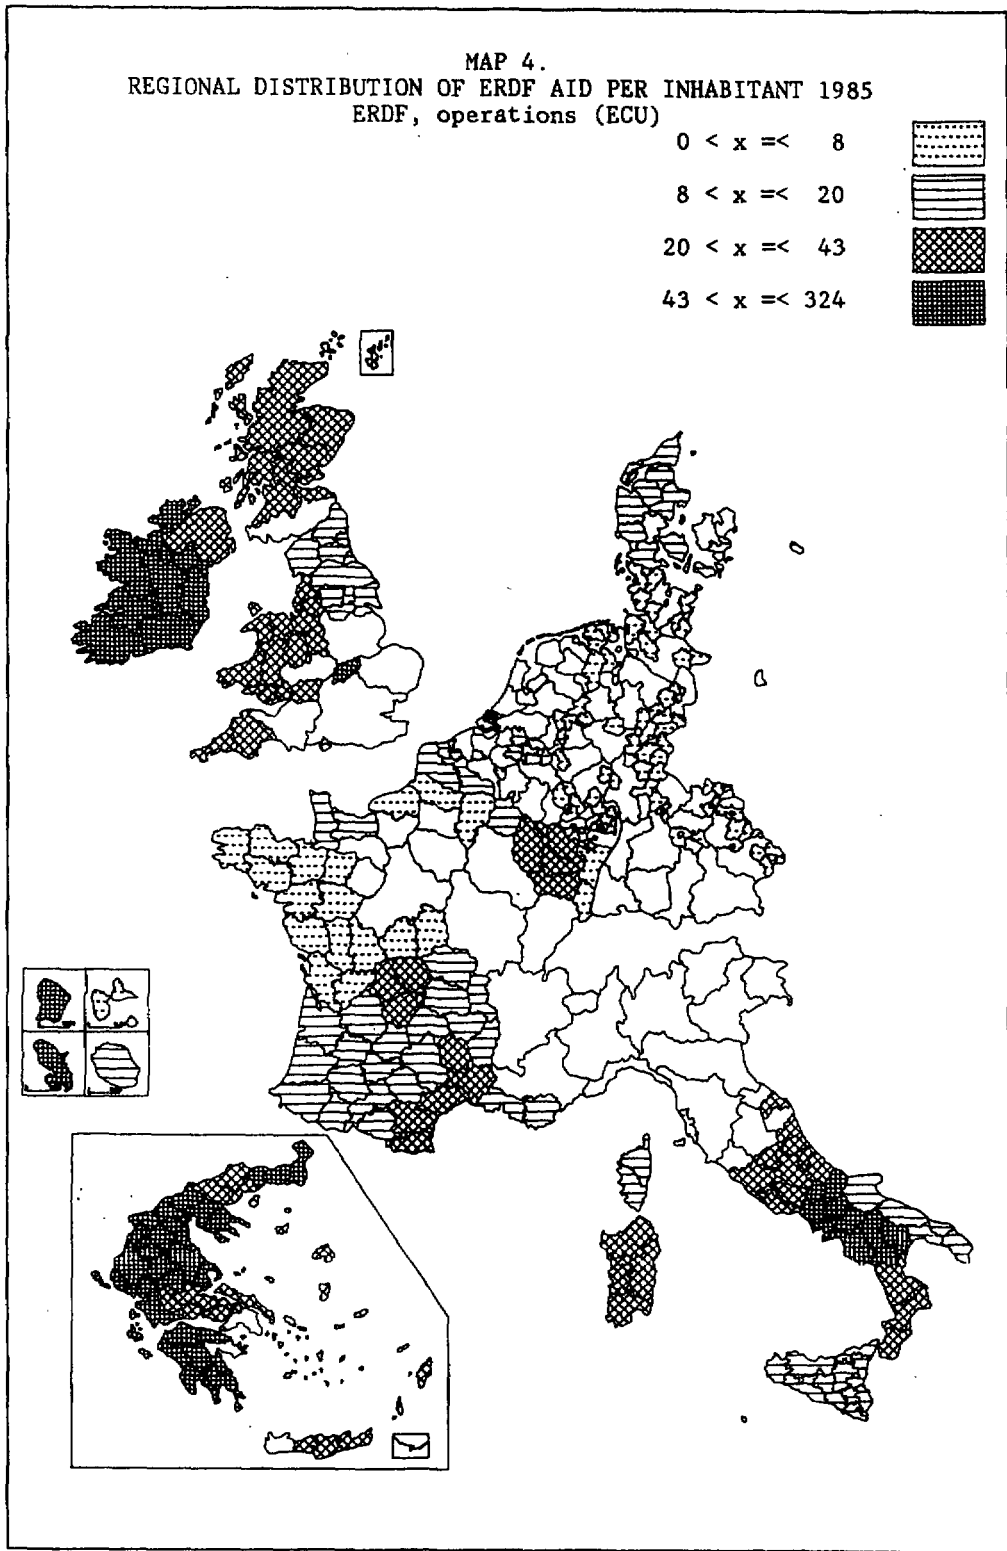 MAP 4.
REGIONAL DISTRIBUTION OF ERDF AID PER INHABITANT 1985
ERDF, operations (ECU)
0 < x =< 8
8 < x =< 20
20 < x =< 43
43 < x =< 324